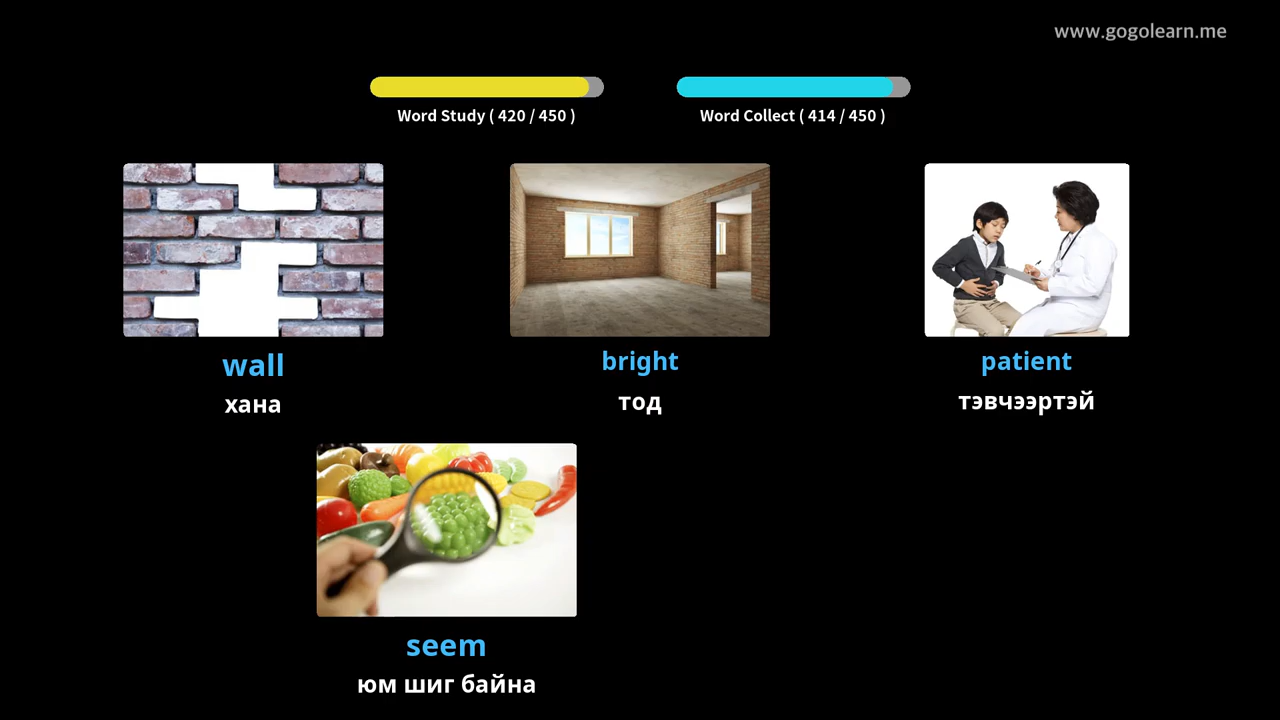 www.gogolearn.me
Word Study ( 420 / 450 )
Word Collect ( 414 / 450 )
wall
хана
bright
тод
patient
тэвчээртэй
seem
юм шиг байна